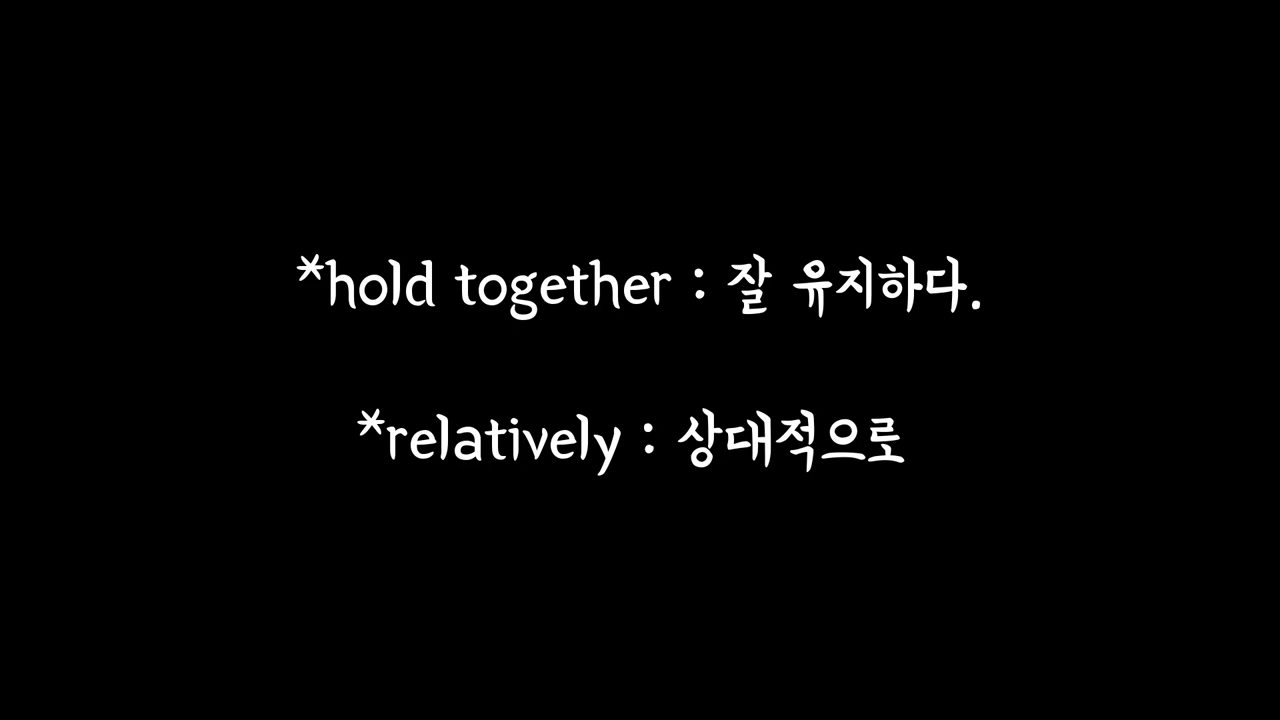 *hold together : 잘 유지하다.
*relatively : 상대적으로